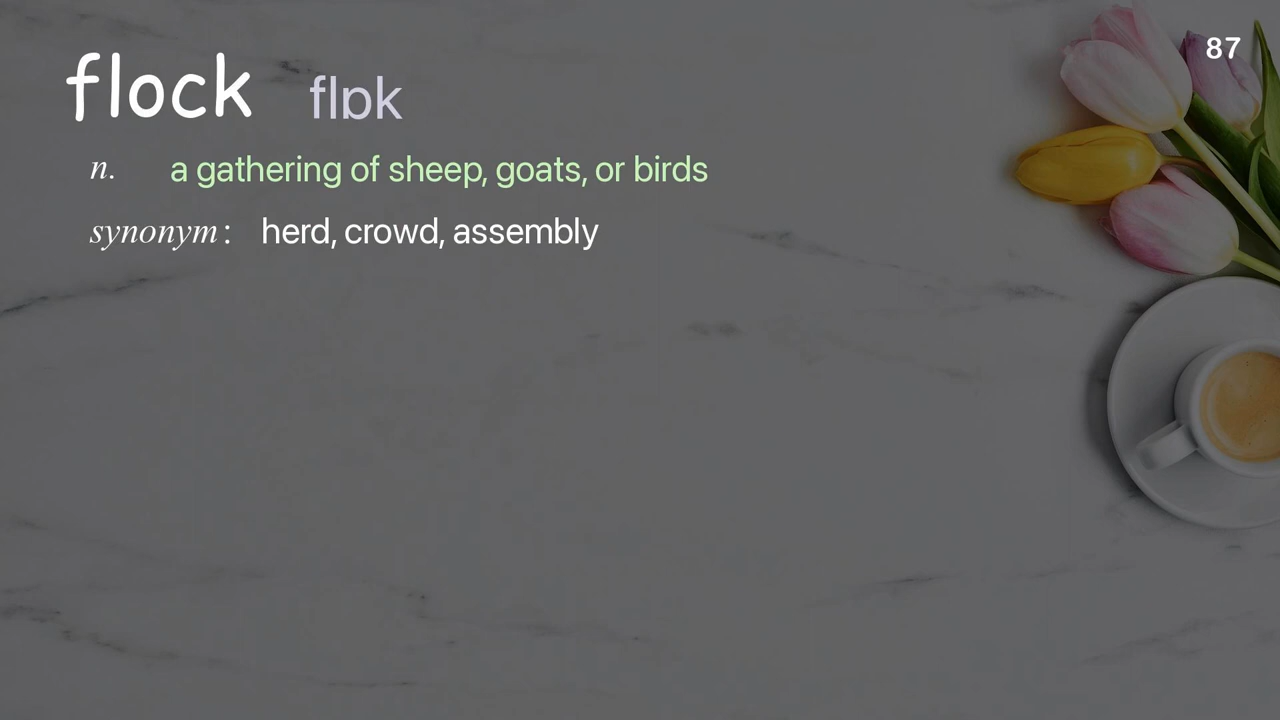 87
flock flɒk
n. a gathering of sheep, goats, or birds
synonym: herd, crowd, assembly